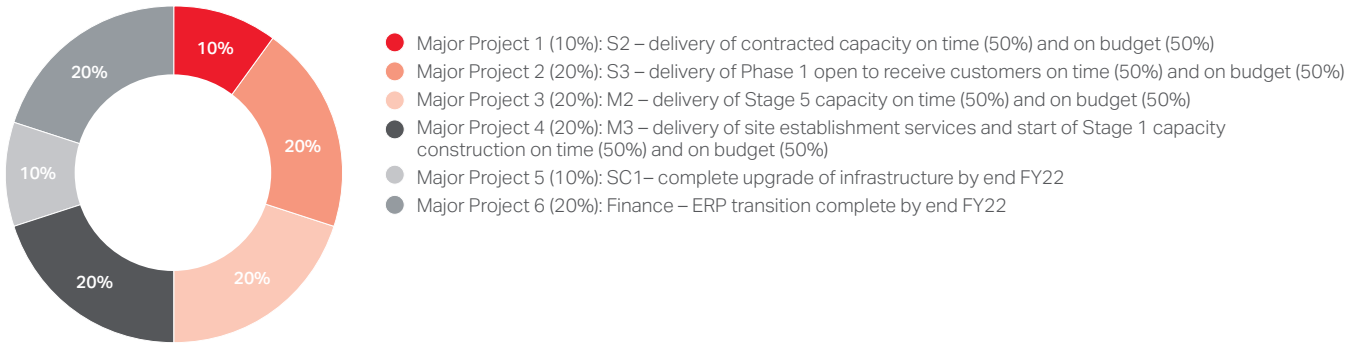 10%
20%
20%
20%
10%
20%
Major Project 1 (10%): S2 – delivery of contracted capacity on time (50%) and on budget (50%)
Major Project 2 (20%): S3 – delivery of Phase 1 open to receive customers on time (50%) and on budget (50%)
Major Project 3 (20%): M2 – delivery of Stage 5 capacity on time (50%) and on budget (50%)
Major Project 4 (20%): M3 – delivery of site establishment services and start of Stage 1 capacity
construction on time (50%) and on budget (50%)
Major Project 5 (10%): SC1– complete upgrade of infrastructure by end FY22
Major Project 6 (20%): Finance – ERP transition complete by end FY22